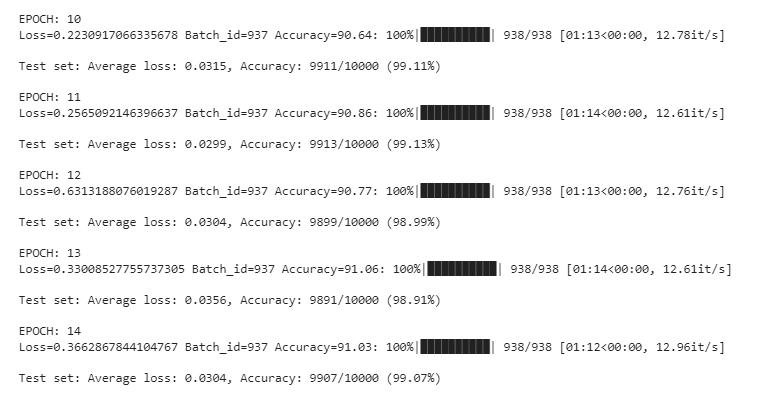 EPOCH: 10
Loss=0.2230917066335678 Batch_id=937 Accuracy=90.64: 100%|██████████| 938/938 [01:13<00:00, 12.78it/s]
Test set: Average loss: 0.0315, Accuracy: 9911/10000 (99.11%)
EPOCH: 11
Loss=0.2565092146396637 Batch_id=937 Accuracy=90.86: 100%|██████████| 938/938 [01:14<00:00, 12.61it/s]
Test set: Average loss: 0.0299, Accuracy: 9913/10000 (99.13%)
EPOCH: 12
Loss=0.6313188076019287 Batch_id=937 Accuracy=90.77: 100%|██████████| 938/938 [01:13<00:00, 12.76it/s]
Test set: Average loss: 0.0304, Accuracy: 9899/10000 (98.99%)
EPOCH: 13
Loss=0.33008527755737305 Batch_id=937 Accuracy=91.06: 100%|██████████| 938/938 [01:14<00:00, 12.61it/s]
Test set: Average loss: 0.0356, Accuracy: 9891/10000 (98.91%)
EPOCH: 14
Loss=0.3662867844104767 Batch_id=937 Accuracy=91.03: 100%|██████████| 938/938 [01:12<00:00, 12.96it/s]
Test set: Average loss: 0.0304, Accuracy: 9907/10000 (99.07%)